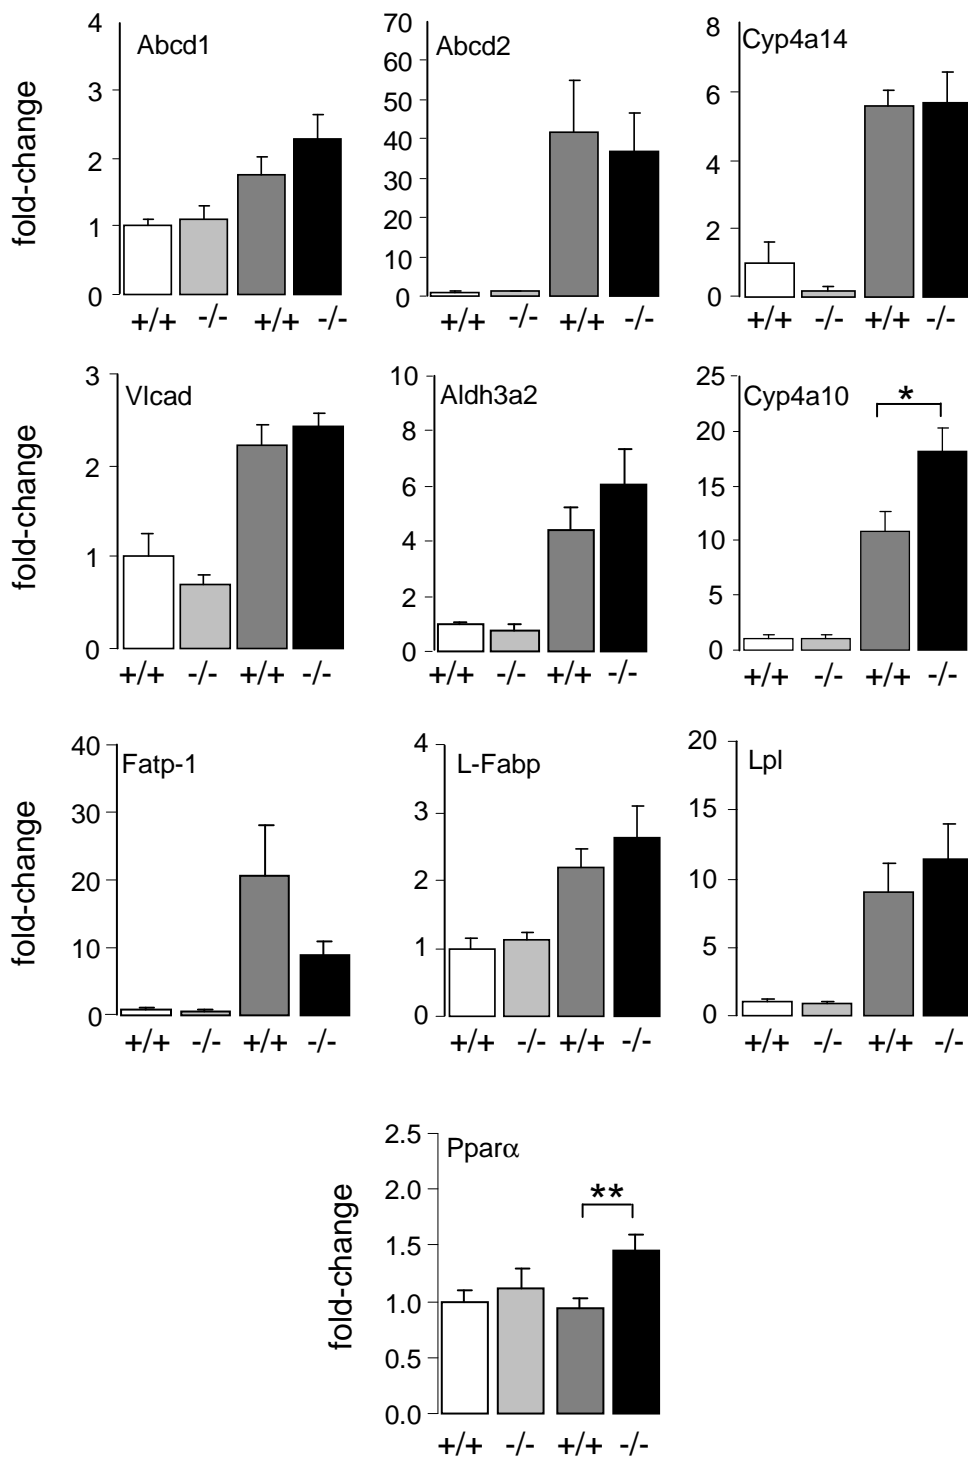 Abcd1
fold-change
4
3
2
1
0
+/+ -/- +/+ -/-
Abcd2
70
60
50
40
30
20
10
0
+/+ -/- +/+ -/-
Cyp4a14
8
6
4
2
0
+/+ -/- +/+ -/-
Vlcad
fold-change
3
2
1
0
+/+ -/- +/+ -/-
Aldh3a2
10
8
6
4
2
0
+/+ -/- +/+ -/-
Cyp4a10
25
20
15
10
5
0
*
+/+ -/- +/+ -/-
Fatp-1
fold-change
40
30
20
10
0
+/+ -/- +/+ -/-
L-Fabp
4
3
2
1
0
+/+ -/- +/+ -/-
Lpl
20
15
10
5
0
+/+ -/- +/+ -/-
Pparα
fold-change
2.5
2.0
1.5
1.0
0.5
0.0
**
+/+ -/- +/+ -/-